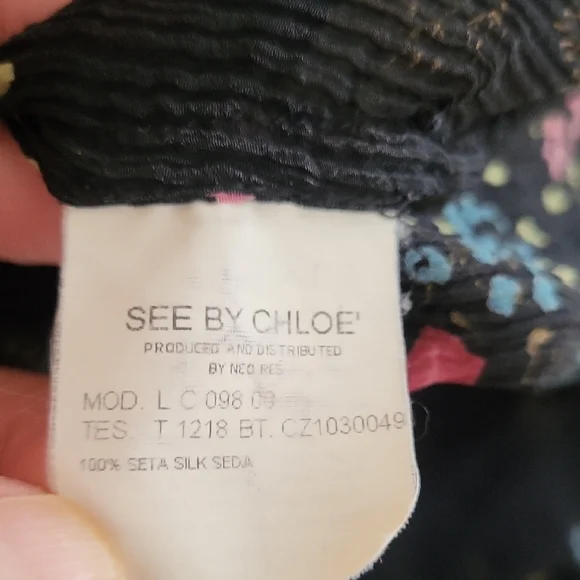 SEE BY CHLOE'
PRODUCED AND DISTRIBUTED
BY NEO RES
MOD. L C 098 09
TES. T 1218 BT. CZ1030049
100% SETA SILK SEDA